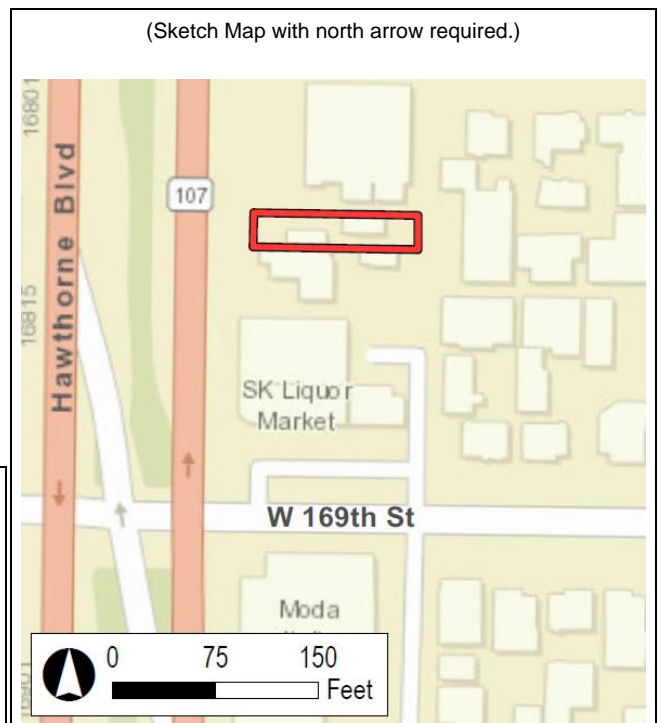 (Sketch Map with north arrow required.)
16801
Hawthorne Blvd
107
16815
SK Liquor
Market
W 169th St
Moda
0 75 150
Feet